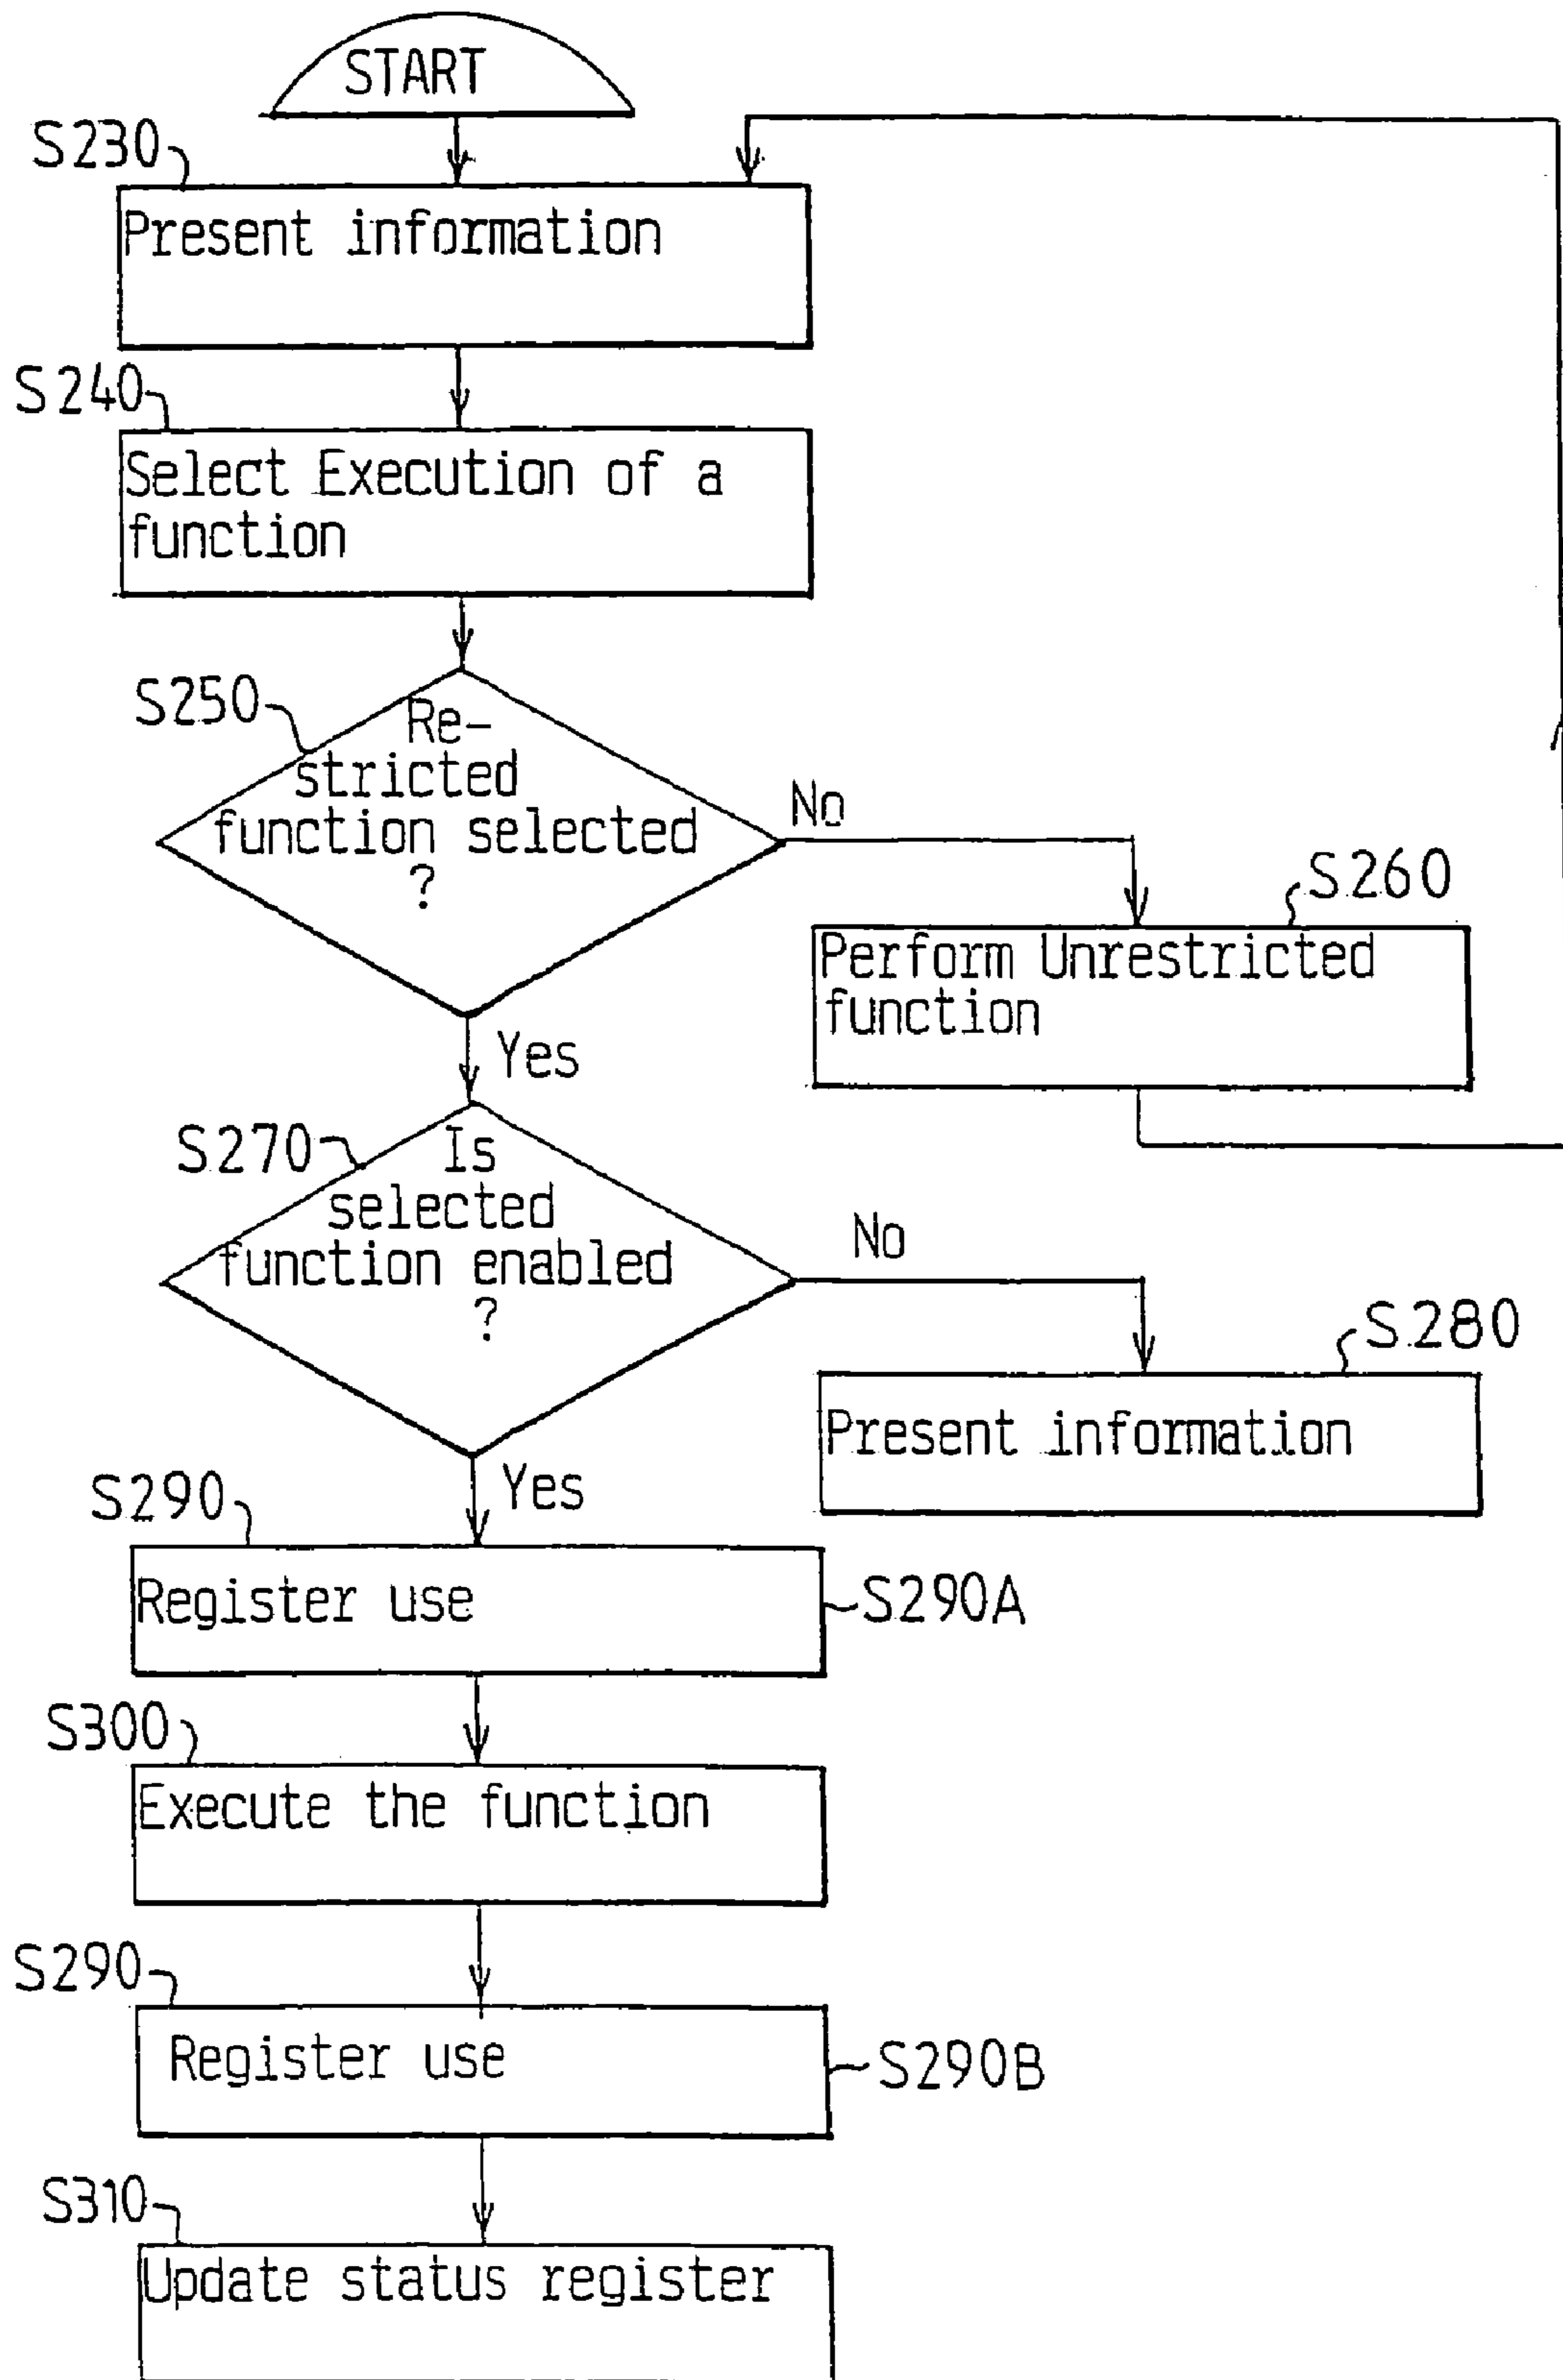 START
S230
Present information
S240
Select Execution of a
function
S250
Re-
stricted
function selected
?
No
S260
Perform Unrestricted
function
Yes
S270
Is
selected
function enabled
?
No
S280
Present information
Yes
S290
Register use
S290A
S300
Execute the function
S290
Register use
S290B
S310
Update status register